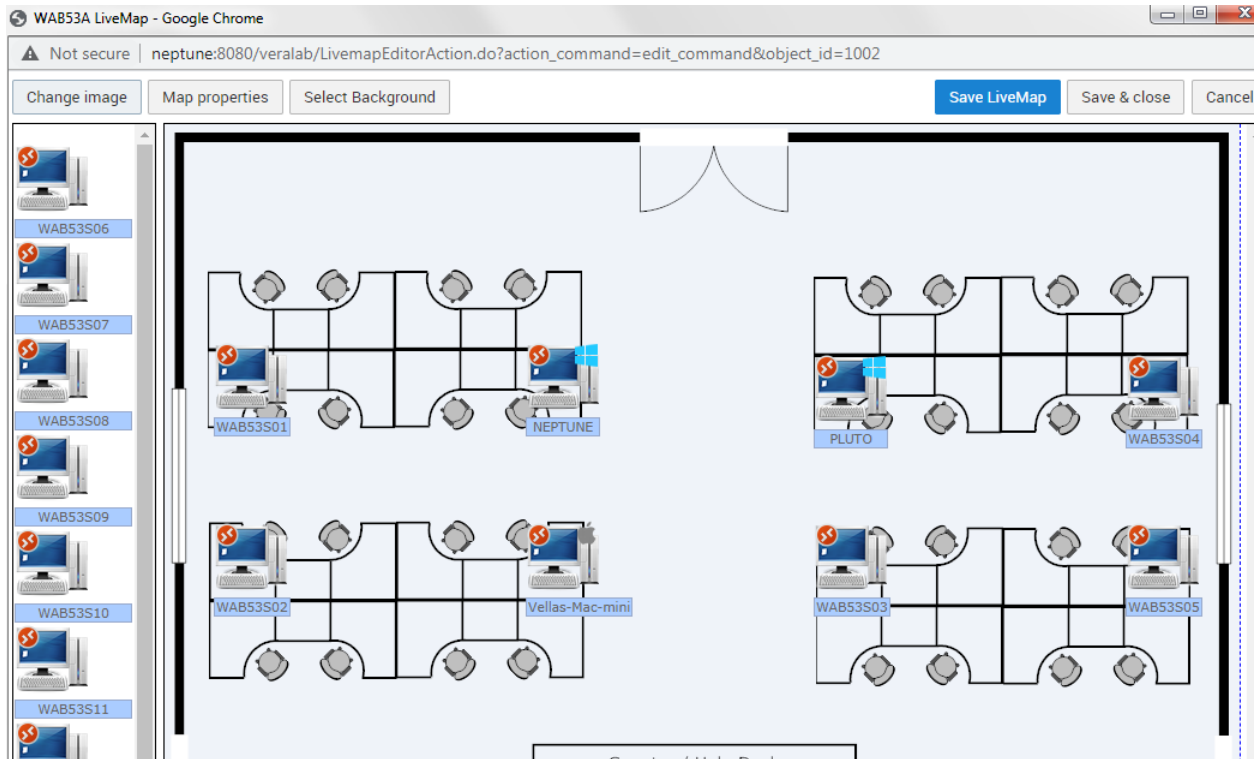 WAB53A LiveMap - Google Chrome
Not secure | neptune:8080/veralab/LivemapEditorAction.do?action_command=edit_command&object_id=1002
Change image Map properties Select Background Save LiveMap Save & close Cancel
WAB53S06
WAB53S07
WAB53S08
WAB53S09
WAB53S10
WAB53S11
WAB53S01 NEPTUNE PLUTO WAB53S04
WAB53S02 Vellas-Mac-mini WAB53S03 WAB53S05